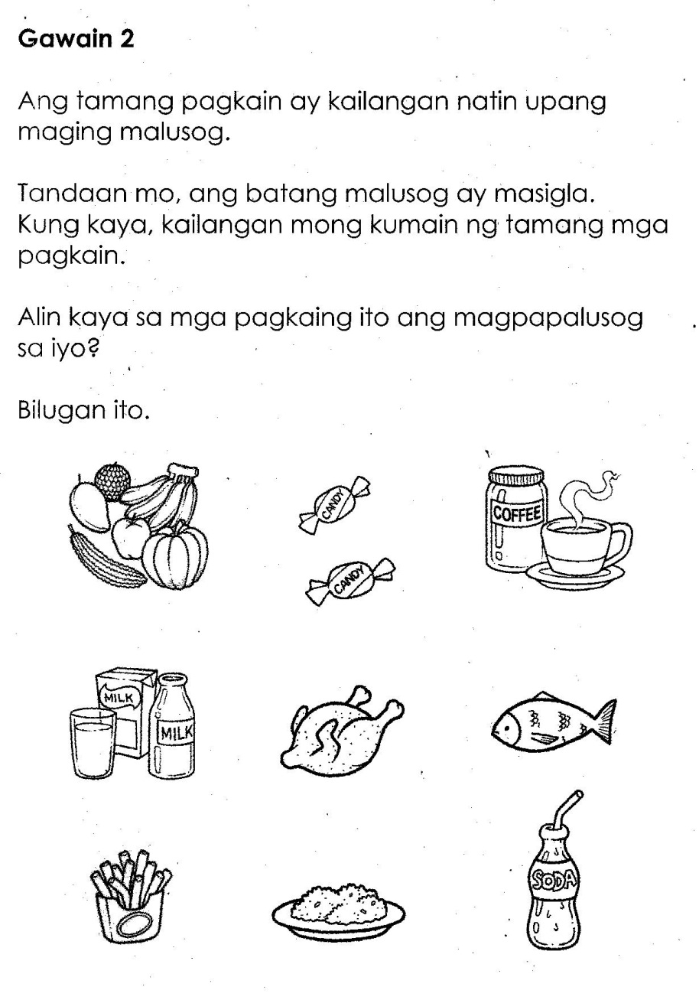 Gawain 2
Ang tamang pagkain ay kailangan natin upang
maging malusog.
Tandaan mo, ang batang malusog ay masigla.
Kung kaya, kailangan mong kumain ng tamang mga
pagkain.
Alin kaya sa mga pagkaing ito ang magpapalusog
sa iyo?
Bilugan ito.
CANDY
CANDY
COFFEE
MILK
MILK
SODA